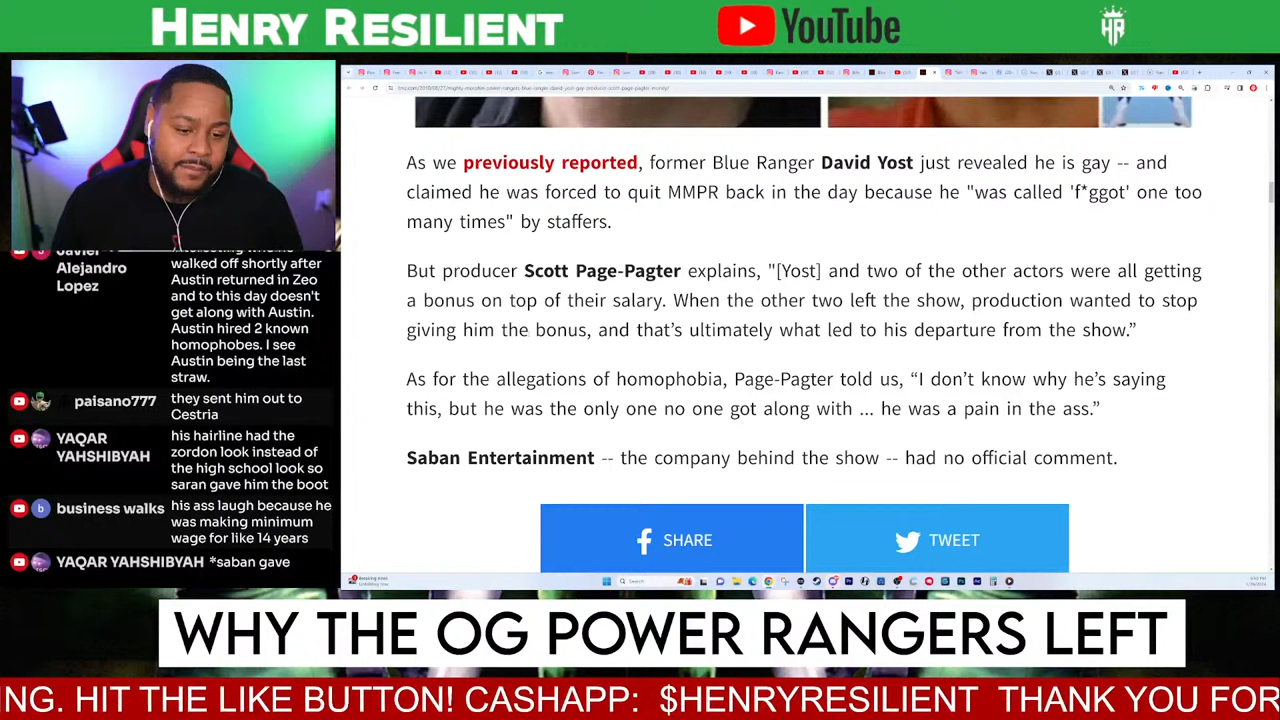 HENRY RESILIENT
YouTube
HR
As we previously reported, former Blue Ranger David Yost just revealed he is gay -- and
claimed he was forced to quit MMPR back in the day because he "was called 'f*ggot' one too
many times" by staffers.
But producer Scott Page-Pagter explains, "[Yost] and two of the other actors were all getting
a bonus on top of their salary. When the other two left the show, production wanted to stop
giving him the bonus, and that's ultimately what led to his departure from the show.”
As for the allegations of homophobia, Page-Pagter told us, “I don’t know why he’s saying
this, but he was the only one no one got along with ... he was a pain in the ass.”
Saban Entertainment -- the company behind the show -- had no official comment.
SHARE
TWEET
Javier
Alejandro
Lopez
walked off shortly after
Austin returned in Zeo
and to this day doesn't
get along with Austin.
Austin hired 2 known
homophobes. I see
Austin being the last
straw.
paisano777
they sent him out to
Cestria
YAQAR
YAHSHIBYAH
his hairline had the
zordon look instead of
the high school look so
saran gave him the boot
business walks
his ass laugh because he
was making minimum
wage for like 14 years
YAQAR YAHSHIBYAH *saban gave
Search
WHY THE OG POWER RANGERS LEFT
ING. HIT THE LIKE BUTTON! CASHAPP: $HENRYRESILIENT THANK YOU FOR